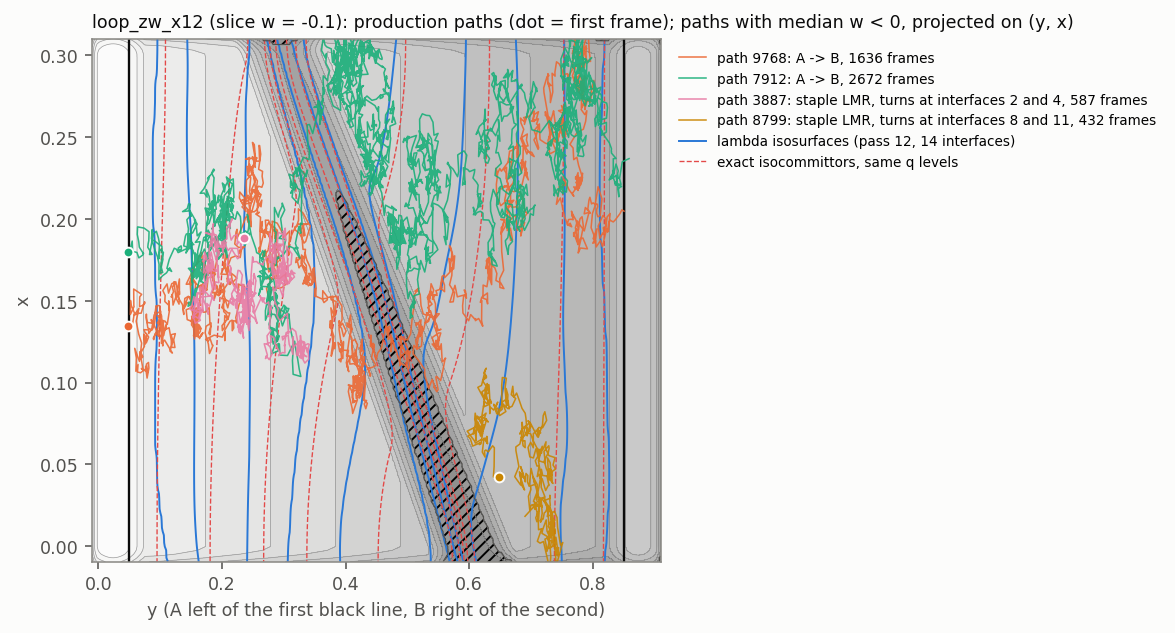 loop_zw_x12 (slice w = -0.1): production paths (dot = first frame); paths with median w < 0, projected on (y, x)
path 9768: A -> B, 1636 frames
path 7912: A -> B, 2672 frames
path 3887: staple LMR, turns at interfaces 2 and 4, 587 frames
path 8799: staple LMR, turns at interfaces 8 and 11, 432 frames
lambda isosurfaces (pass 12, 14 interfaces)
exact isocommittors, same q levels
x
0.30
0.25
0.20
0.15
0.10
0.05
0.00
0.0 0.2 0.4 0.6 0.8
y (A left of the first black line, B right of the second)